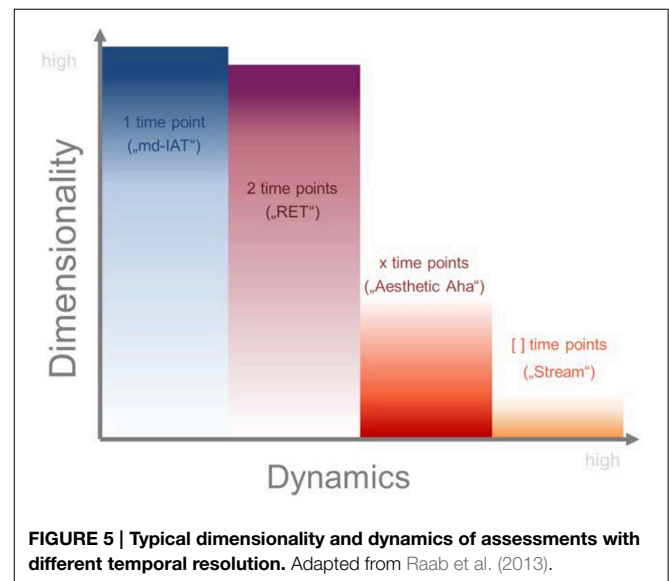 high
Dimensionality
1 time point
(„md-IAT“)
2 time points
(„RET“)
x time points
(„Aesthetic Aha“)
[ ] time points
(„Stream“)
high
Dynamics
FIGURE 5 | Typical dimensionality and dynamics of assessments with
different temporal resolution. Adapted from Raab et al. (2013).